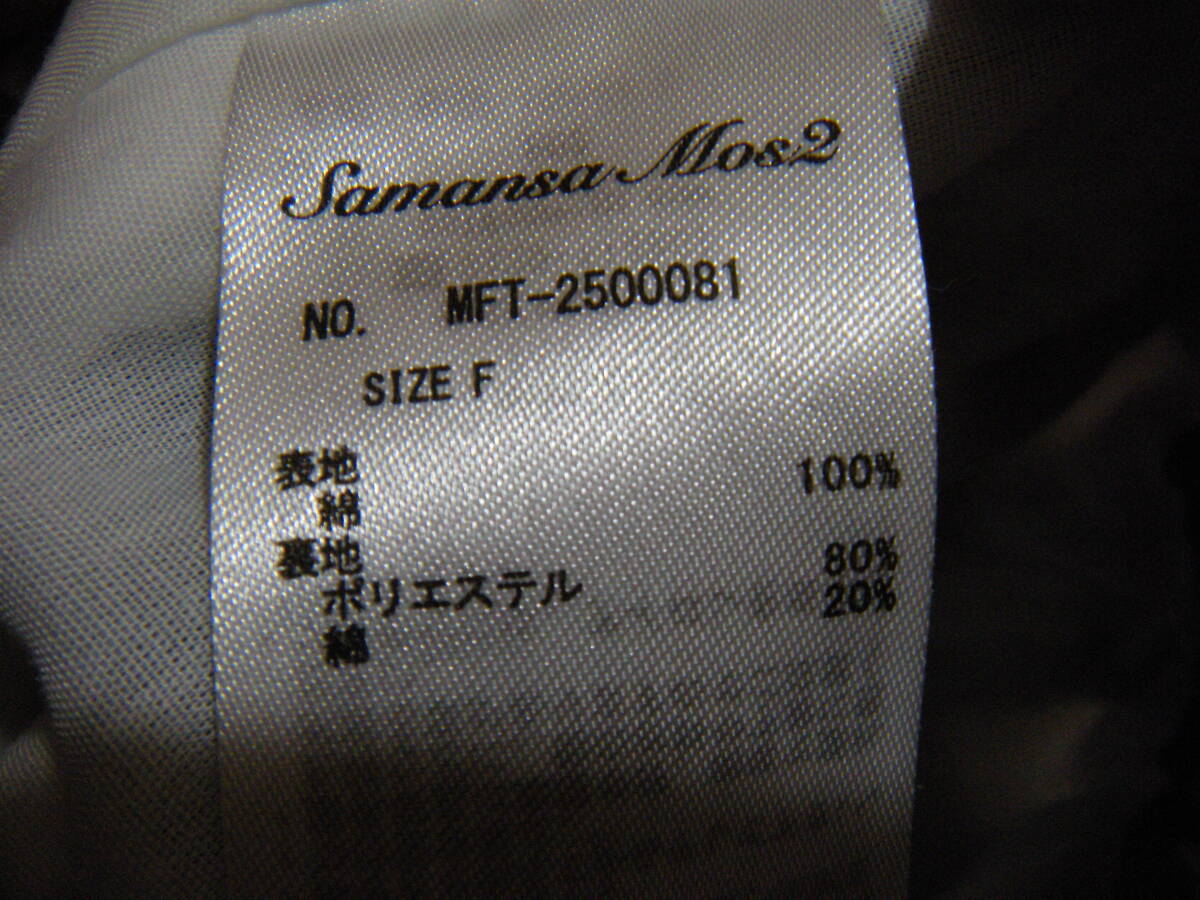 Samansa Mos2
NO. MFT-2500081
SIZE F
表地
綿 100%
裏地
ポリエステル 80%
綿 20%